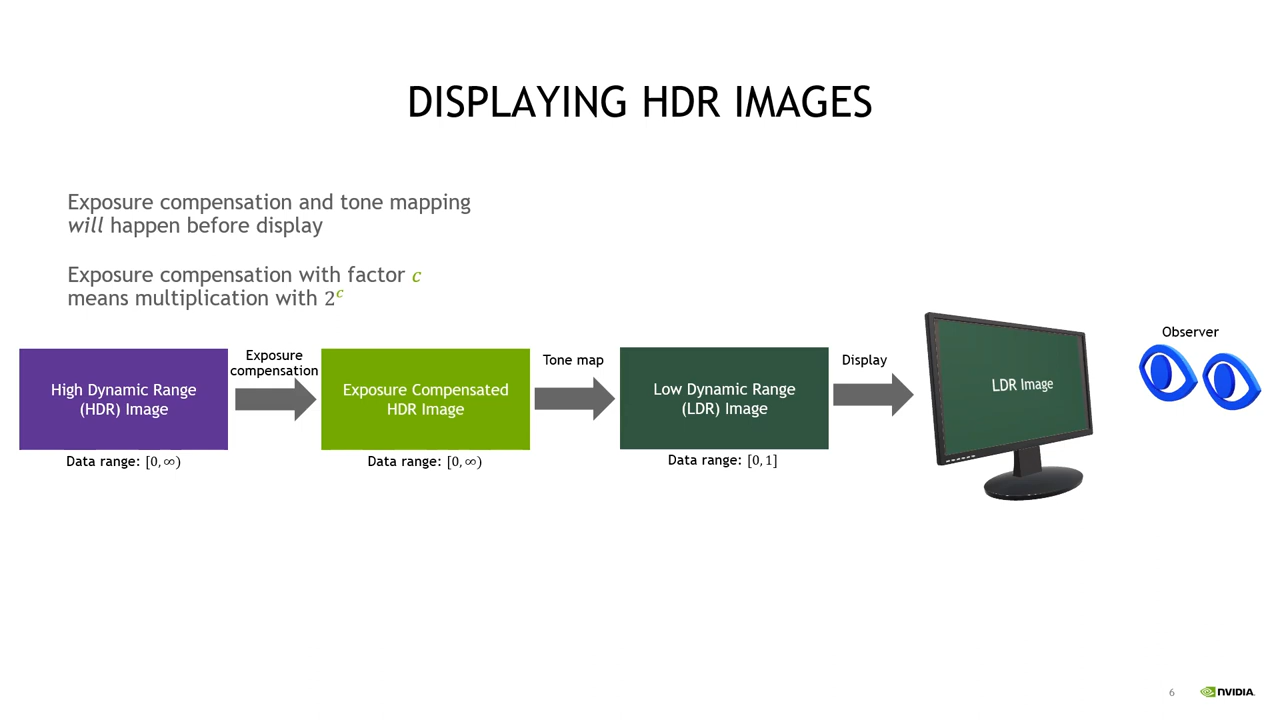 DISPLAYING HDR IMAGES
Exposure compensation and tone mapping
will happen before display
Exposure compensation with factor c
means multiplication with 2^c
High Dynamic Range
(HDR) Image
Data range: [0, ∞)
Exposure
compensation
Exposure Compensated
HDR Image
Data range: [0, ∞)
Tone map
Low Dynamic Range
(LDR) Image
Data range: [0, 1]
Display
LDR Image
Observer
6
NVIDIA.